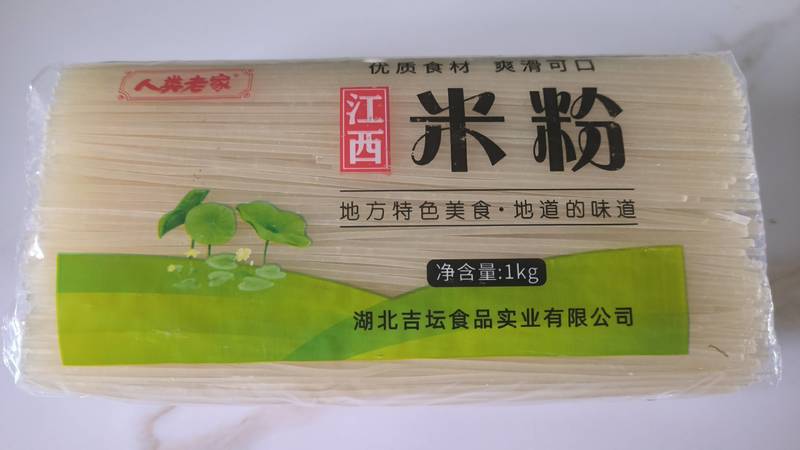 人类老家
优质食材 爽滑可口
江西
米粉
地方特色美食·地道的味道
净含量:1kg
湖北吉坛食品实业有限公司